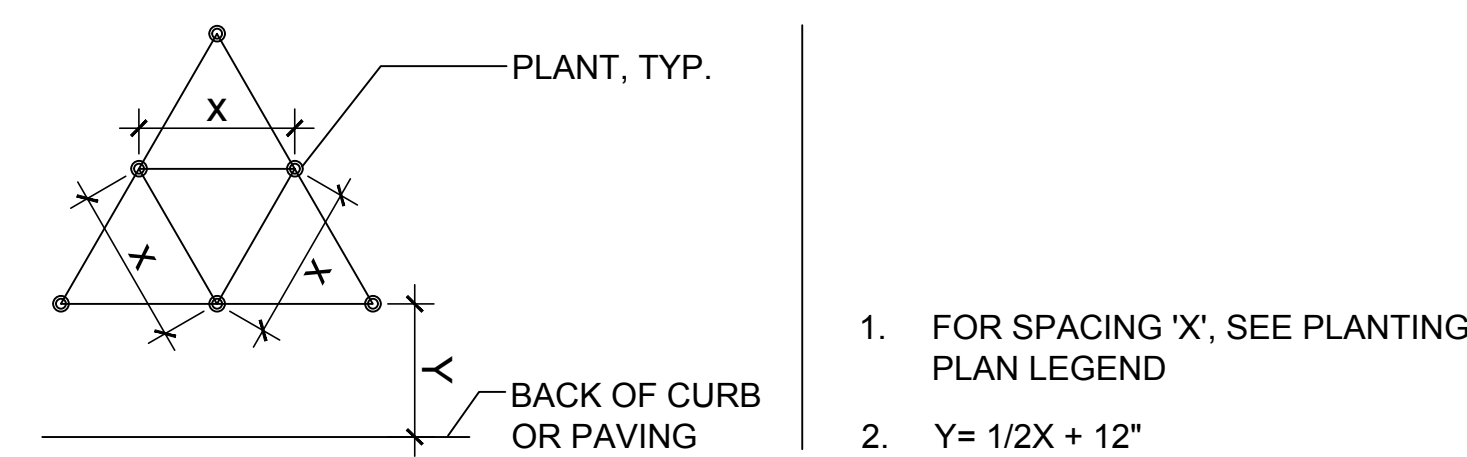 X
PLANT, TYP.
X
X
Y
BACK OF CURB
OR PAVING
1. FOR SPACING 'X', SEE PLANTING
PLAN LEGEND
2. Y= 1/2X + 12"